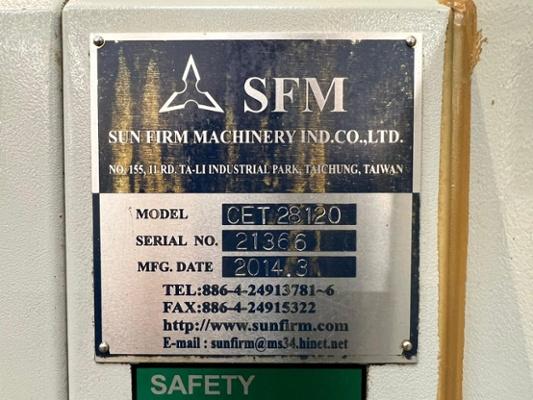 SFM
SUN FIRM MACHINERY IND.CO.,LTD.
NO. 155, 11 RD. TA-LI INDUSTRIAL PARK, TAICHUNG, TAIWAN
MODEL CET 28120
SERIAL NO. 21366
MFG. DATE 2014.3
TEL:886-4-24913781~6
FAX:886-4-24915322
http://www.sunfirm.com
E-mail : sunfirm@ms34.hinet.net
SAFETY